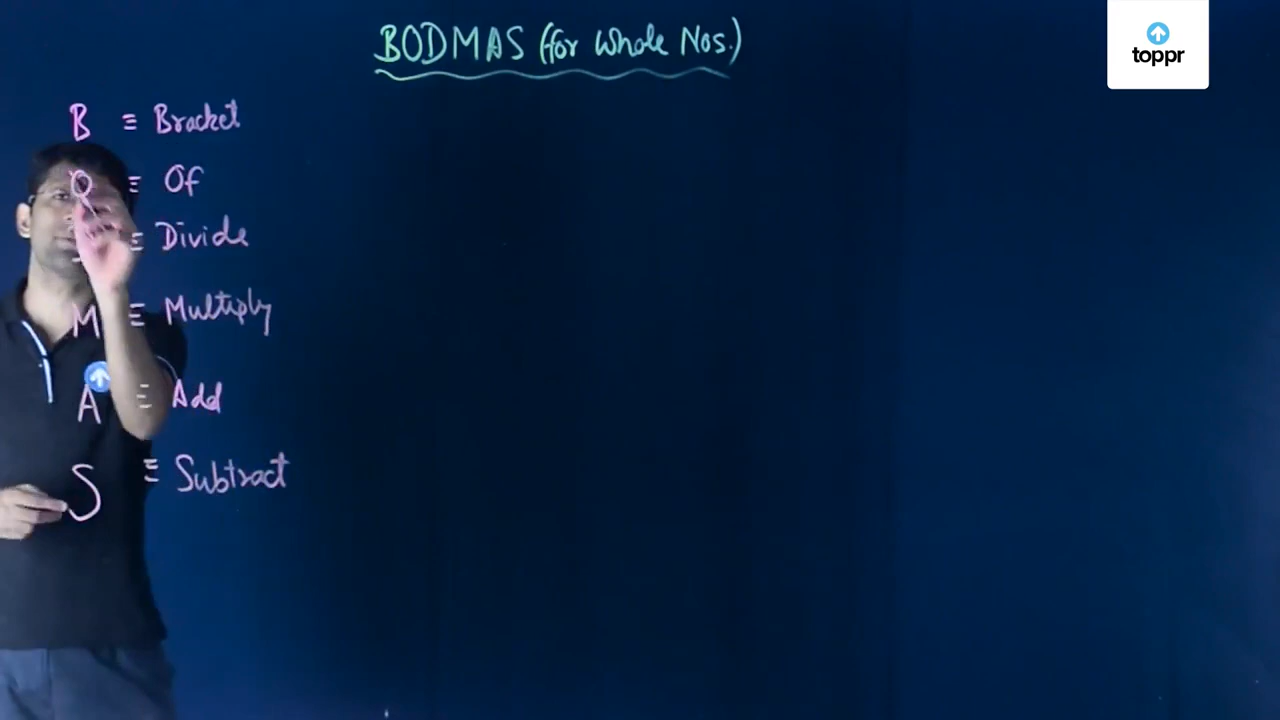 BODMAS (for Whole Nos.)
toppr
B ≡ Bracket
O ≡ Of
≡ Divide
M ≡ Multiply
A ≡ Add
S ≡ Subtract